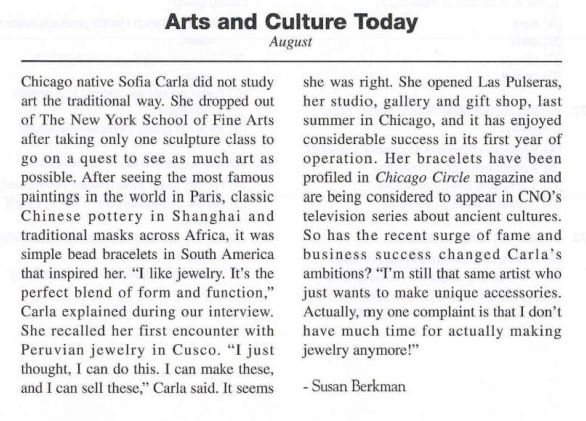 Arts and Culture Today
August
Chicago native Sofia Carla did not study
art the traditional way. She dropped out
of The New York School of Fine Arts
after taking only one sculpture class to
go on a quest to see as much art as
possible. After seeing the most famous
paintings in the world in Paris, classic
Chinese pottery in Shanghai and
traditional masks across Africa, it was
simple bead bracelets in South America
that inspired her. “I like jewelry. It’s the
perfect blend of form and function,”
Carla explained during our interview.
She recalled her first encounter with
Peruvian jewelry in Cusco. “I just
thought, I can do this. I can make these,
and I can sell these,” Carla said. It seems
she was right. She opened Las Pulseras,
her studio, gallery and gift shop, last
summer in Chicago, and it has enjoyed
considerable success in its first year of
operation. Her bracelets have been
profiled in Chicago Circle magazine and
are being considered to appear in CNO’s
television series about ancient cultures.
So has the recent surge of fame and
business success changed Carla’s
ambitions? “I’m still that same artist who
just wants to make unique accessories.
Actually, my one complaint is that I don’t
have much time for actually making
jewelry anymore!”
- Susan Berkman